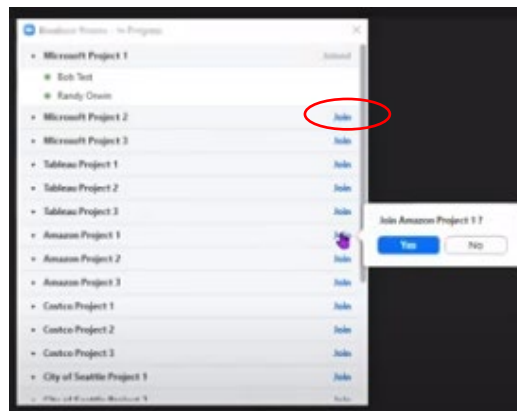 Breakout Rooms - In Progress
Microsoft Project 1 Joined
Bob Test
Randy Orwin
Microsoft Project 2 Join
Microsoft Project 3 Join
Tableau Project 1 Join
Tableau Project 2 Join
Tableau Project 3 Join
Amazon Project 1 Join
Join Amazon Project 1 ?
Yes No
Amazon Project 2 Join
Amazon Project 3 Join
Costco Project 1 Join
Costco Project 2 Join
Costco Project 3 Join
City of Seattle Project 1 Join